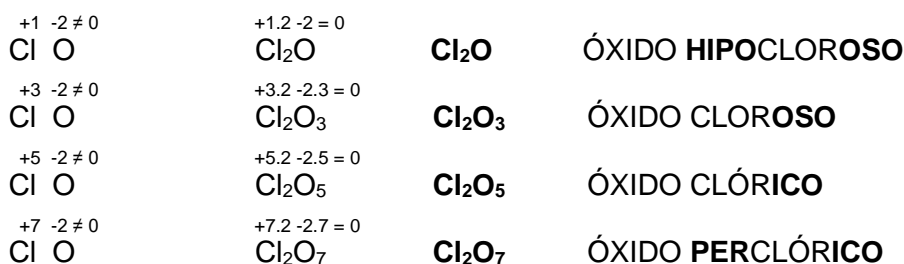 +1 -2 ≠ 0 +1.2 -2 = 0
Cl O Cl₂O Cl₂O ÓXIDO HIPOCLOROSO
+3 -2 ≠ 0 +3.2 -2.3 = 0
Cl O Cl₂O₃ Cl₂O₃ ÓXIDO CLOROSO
+5 -2 ≠ 0 +5.2 -2.5 = 0
Cl O Cl₂O₅ Cl₂O₅ ÓXIDO CLÓRICO
+7 -2 ≠ 0 +7.2 -2.7 = 0
Cl O Cl₂O₇ Cl₂O₇ ÓXIDO PERCLÓRICO